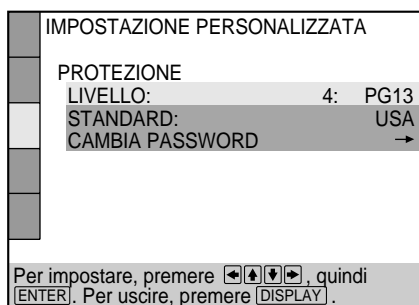 IMPOSTAZIONE PERSONALIZZATA
PROTEZIONE
LIVELLO: 4: PG13
STANDARD: USA
CAMBIA PASSWORD →
Per impostare, premere ←↑↓→, quindi
ENTER. Per uscire, premere DISPLAY.